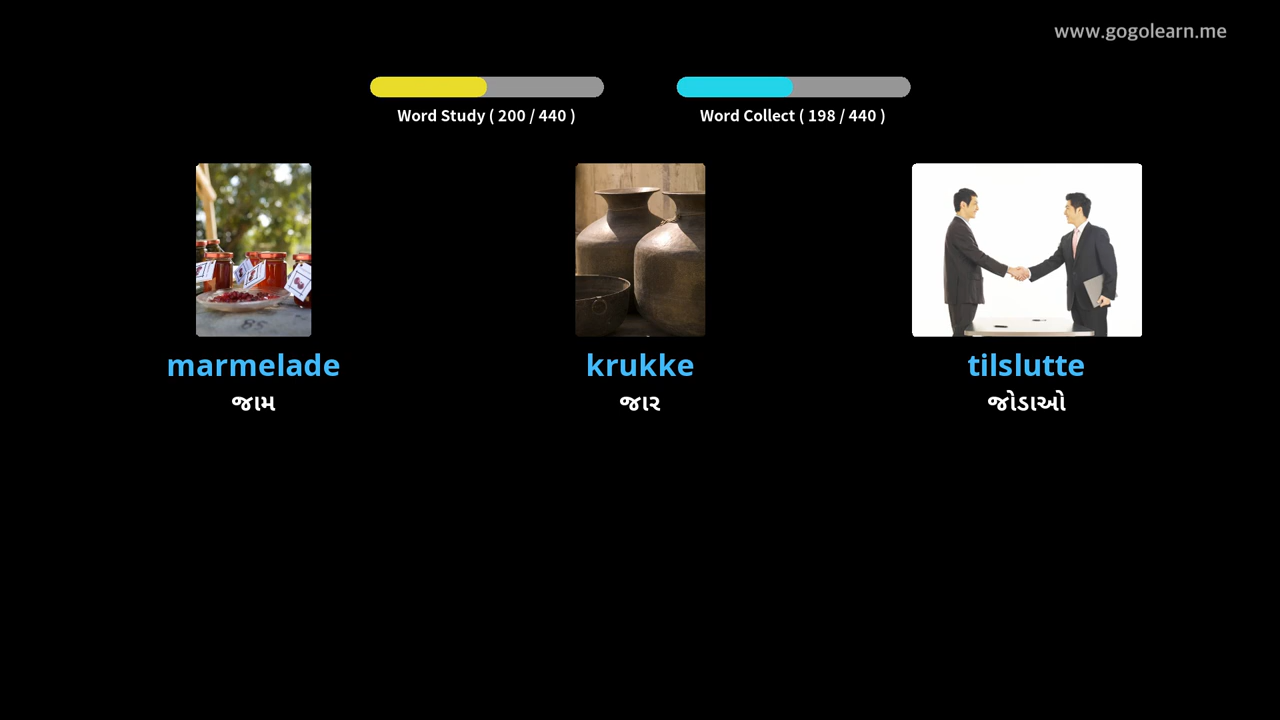 www.gogolearn.me
Word Study ( 200 / 440 )
Word Collect ( 198 / 440 )
marmelade
જામ
krukke
જાર
tilslutte
જોડાઓ